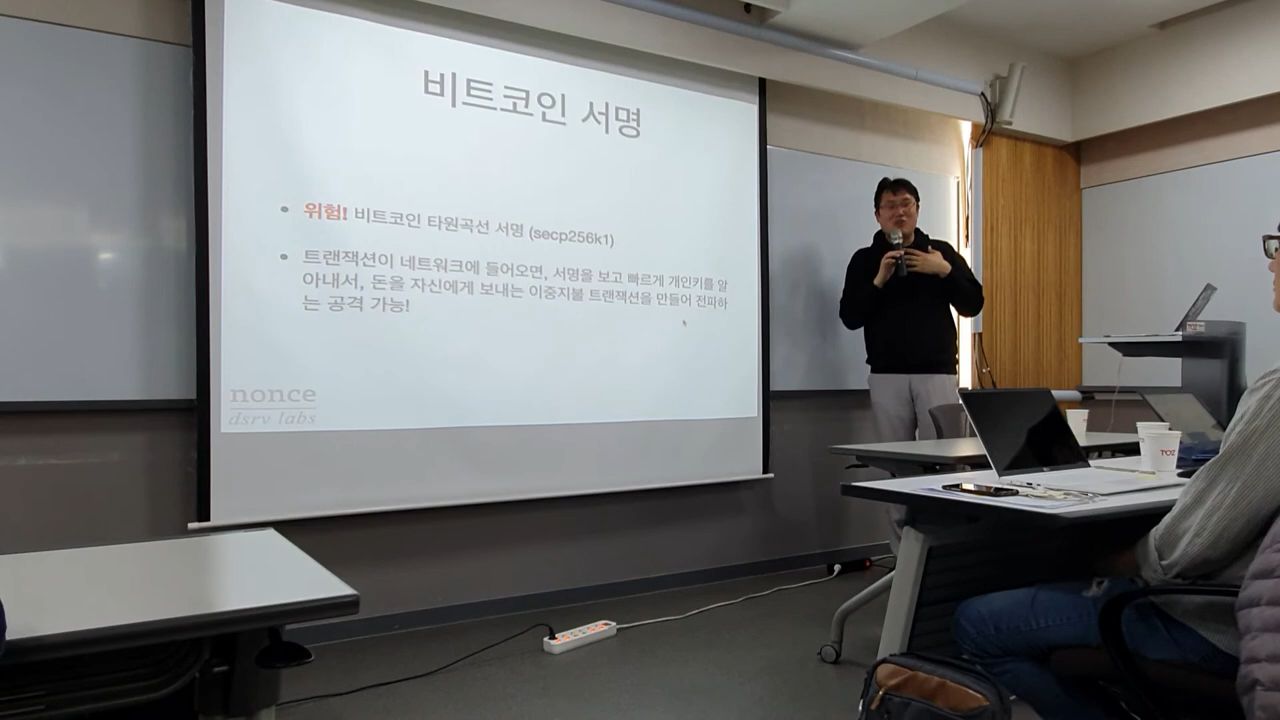 비트코인 서명
위험! 비트코인 타원곡선 서명 (secp256k1)
트랜잭션이 네트워크에 들어오면, 서명을 보고 빠르게 개인키를 알
아내서, 돈을 자신에게 보내는 이중지불 트랜잭션을 만들어 전파하
는 공격 가능!
nonce
dsrv labs
TOZ